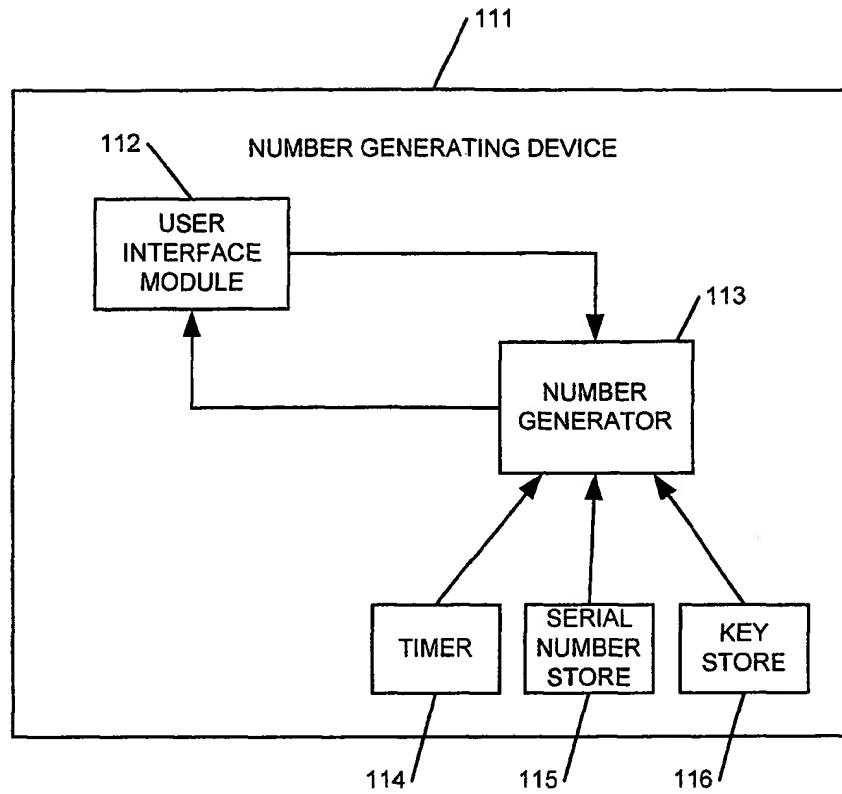 111
NUMBER GENERATING DEVICE
112
USER
INTERFACE
MODULE
113
NUMBER
GENERATOR
TIMER
SERIAL
NUMBER
STORE
KEY
STORE
114
115
116